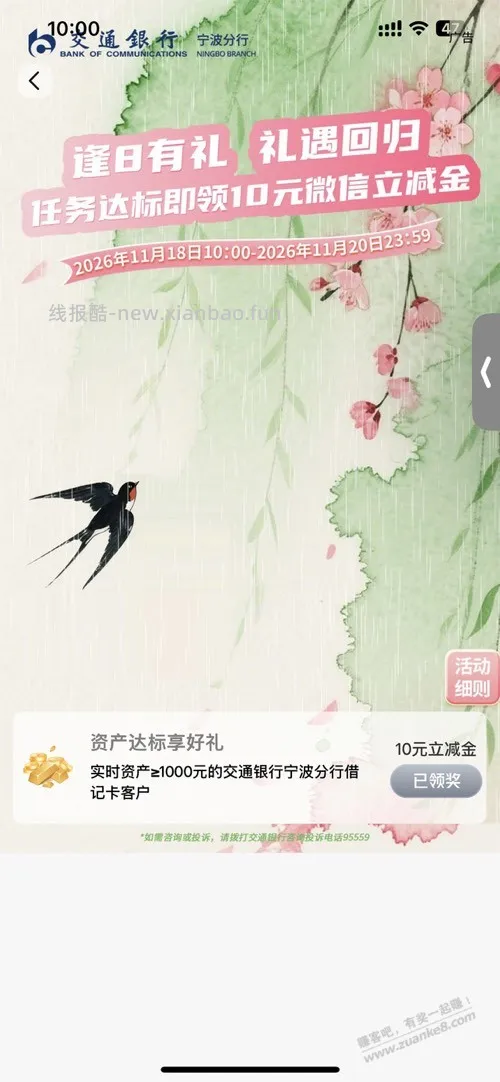 10:00
47
交通銀行 宁波分行
BANK OF COMMUNICATIONS NINGBO BRANCH
广告
逢8有礼 礼遇回归
任务达标即领10元微信立减金
2026年11月18日10:00-2026年11月20日23:59
线报酷-new.xianbao.fun
活动
细则
资产达标享好礼
实时资产≥1000元的交通银行宁波分行借
记卡客户
10元立减金
已领奖
*如需咨询或投诉，请拨打交通银行咨询投诉电话95559
赚客吧，有奖一起赚！
www.zuanke8.com